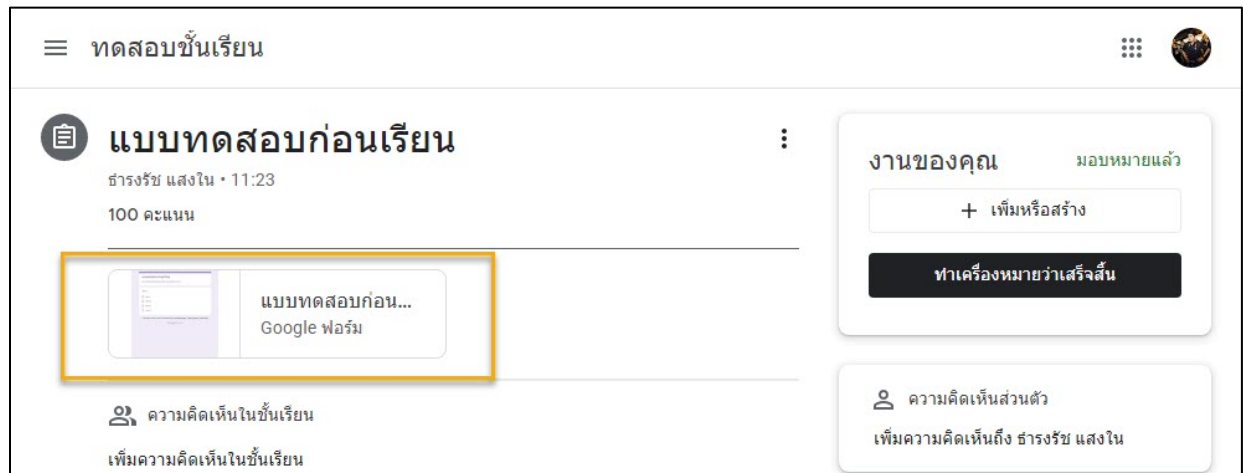 ทดสอบชั้นเรียน
แบบทดสอบก่อนเรียน
ธำรงรัช แสงใน • 11:23
100 คะแนน
แบบทดสอบก่อน...
Google ฟอร์ม
ความคิดเห็นในชั้นเรียน
เพิ่มความคิดเห็นในชั้นเรียน
งานของคุณ มอบหมายแล้ว
+ เพิ่มหรือสร้าง
ทำเครื่องหมายว่าเสร็จสิ้น
ความคิดเห็นส่วนตัว
เพิ่มความคิดเห็นถึง ธำรงรัช แสงใน